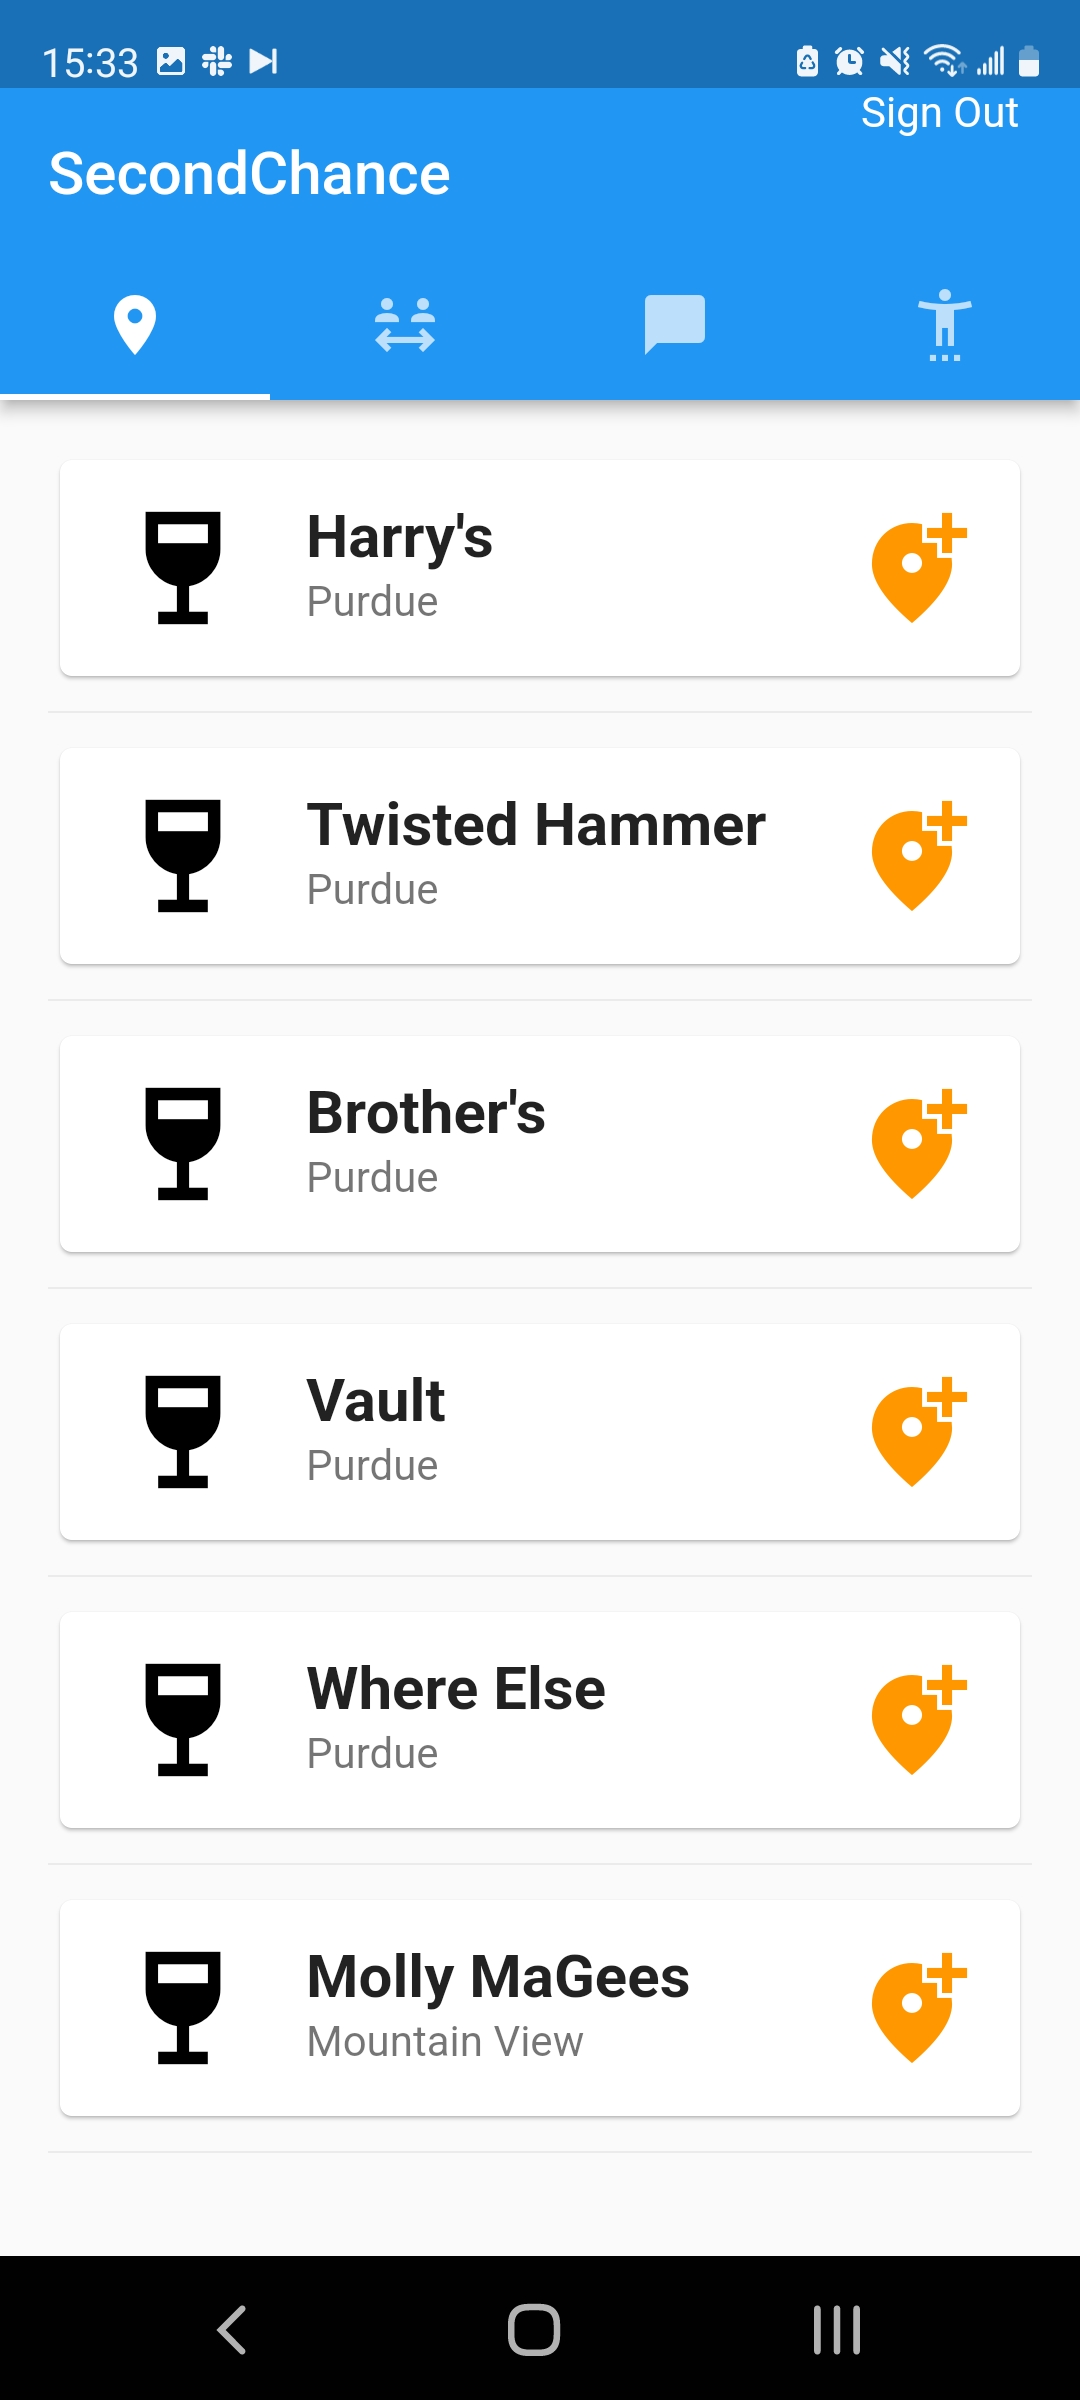 15:33
Sign Out
SecondChance
Harry's
Purdue
Twisted Hammer
Purdue
Brother's
Purdue
Vault
Purdue
Where Else
Purdue
Molly MaGees
Mountain View